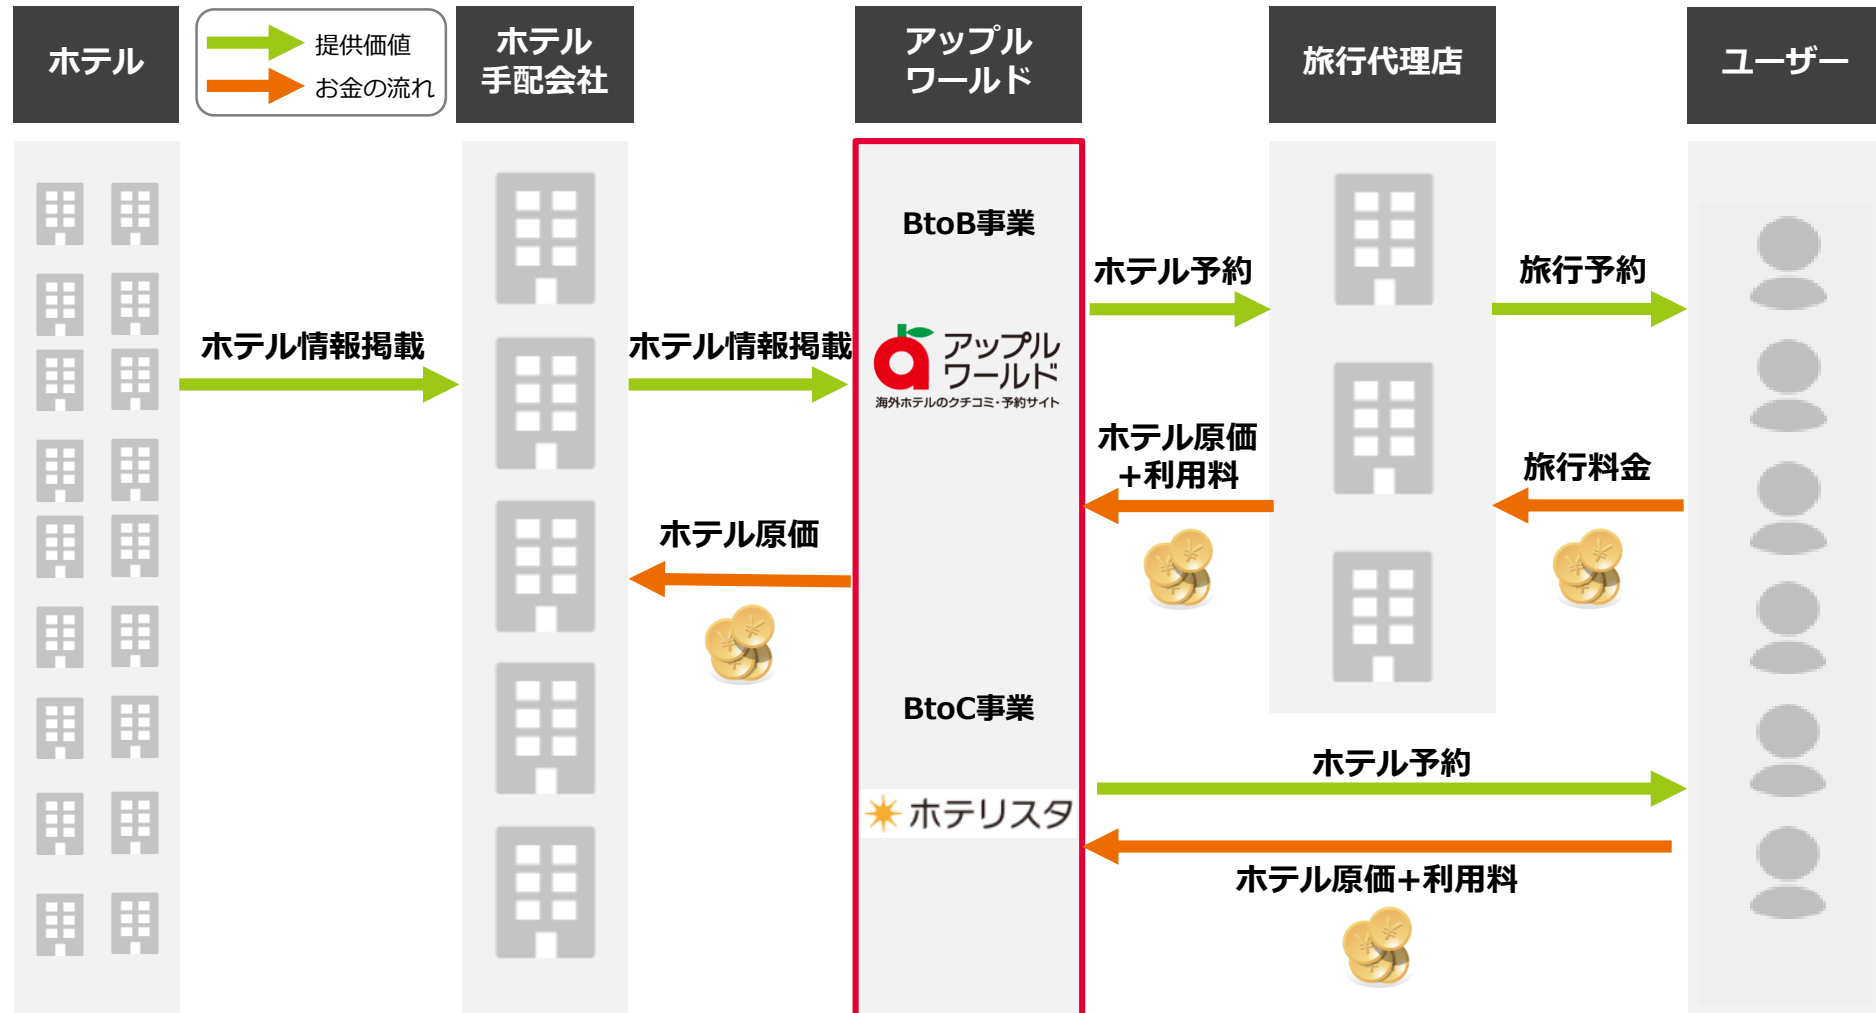 ホテル
提供価値
お金の流れ
ホテル
手配会社
アップル
ワールド
旅行代理店
ユーザー
BtoB事業
ホテル予約
旅行予約
ホテル情報掲載
ホテル情報掲載
アップル
ワールド
海外ホテルのクチコミ・予約サイト
ホテル原価
+利用料
旅行料金
ホテル原価
BtoC事業
ホテル予約
ホテリスタ
ホテル原価+利用料